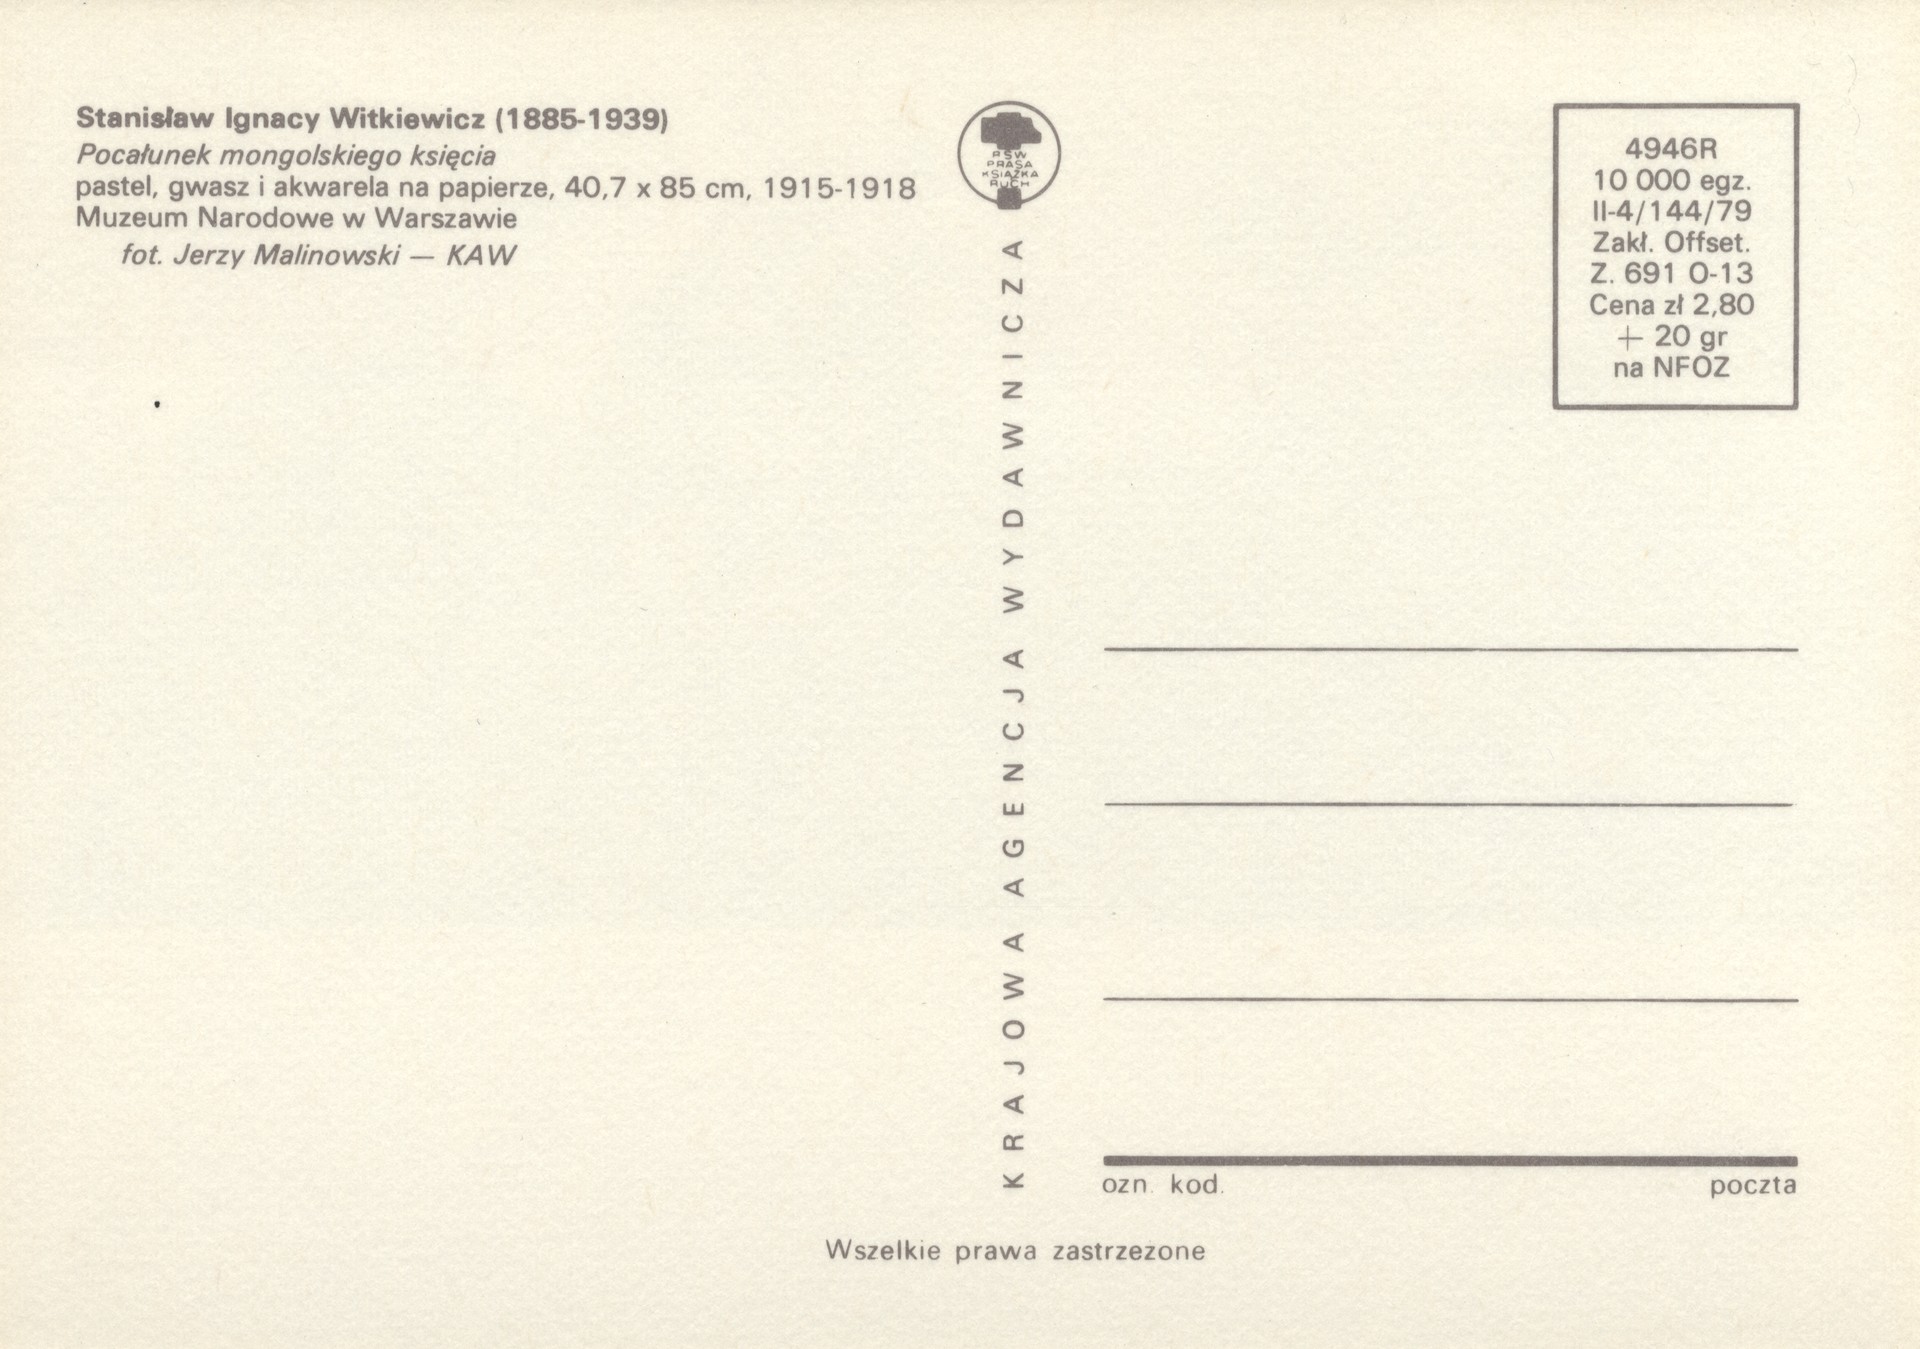 Stanisław Ignacy Witkiewicz (1885-1939)
Pocałunek mongolskiego księcia
pastel, gwasz i akwarela na papierze, 40,7 x 85 cm, 1915-1918
Muzeum Narodowe w Warszawie
fot. Jerzy Malinowski — KAW
RSW
PRASA
KSIĄŻKA
RUCH
KRAJOWA AGENCJA WYDAWNICZA
4946R
10 000 egz.
II-4/144/79
Zakł. Offset.
Z. 691 O-13
Cena zł 2,80
+ 20 gr
na NFOZ
ozn. kod. poczta
Wszelkie prawa zastrzeżone